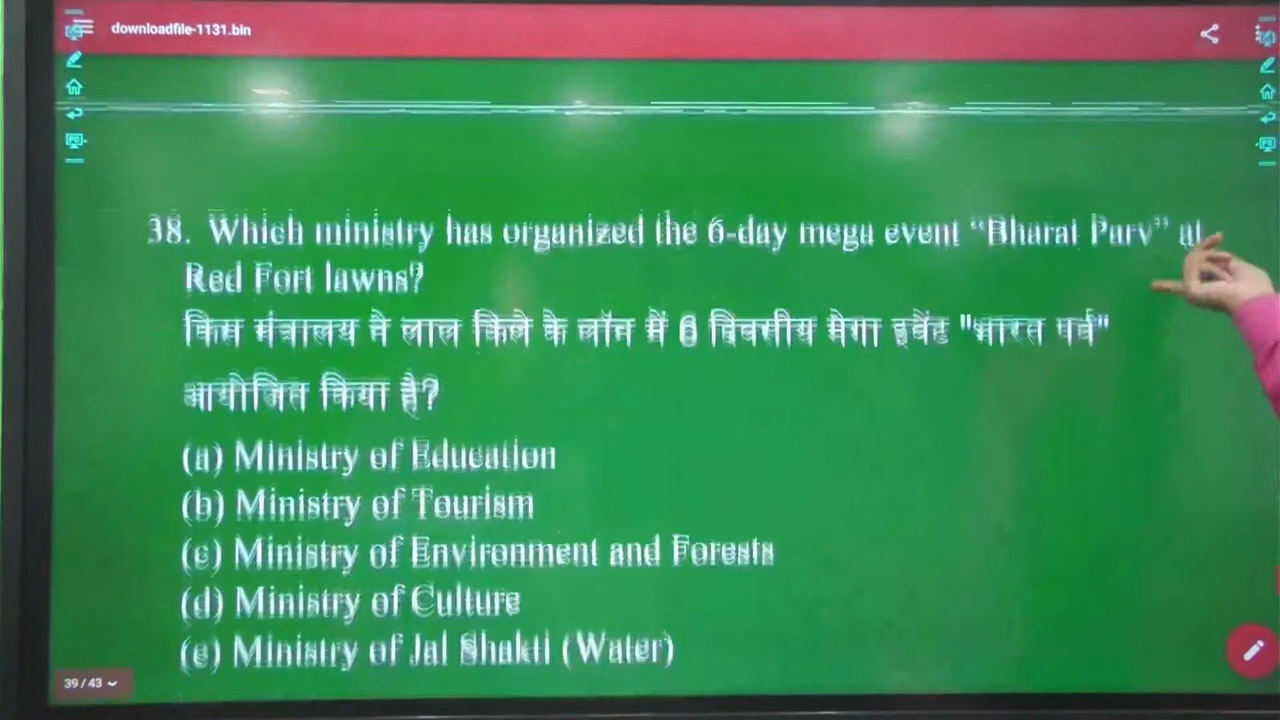 downloadfile-1131.bin
38. Which ministry has organized the 6-day mega event “Bharat Parv” at
Red Fort lawns?
किस मंत्रालय ने लाल किले के लॉन में 6 दिवसीय मेगा इवेंट "भारत पर्व"
आयोजित किया है?
(a) Ministry of Education
(b) Ministry of Tourism
(c) Ministry of Environment and Forests
(d) Ministry of Culture
(e) Ministry of Jal Shakti (Water)
39 / 43